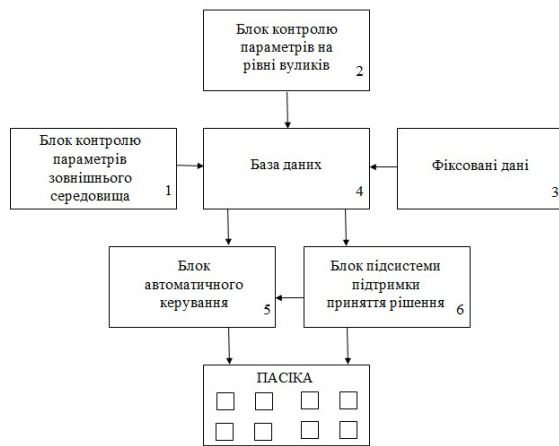 Блок контролю
параметрів на
рівні вуликів
2
Блок контролю
параметрів
зовнішнього
середовища
1
База даних
4
Фіксовані дані
3
Блок
автоматичного
керування
5
Блок підсистеми
підтримки
приняття рішення
6
ПАСІКА